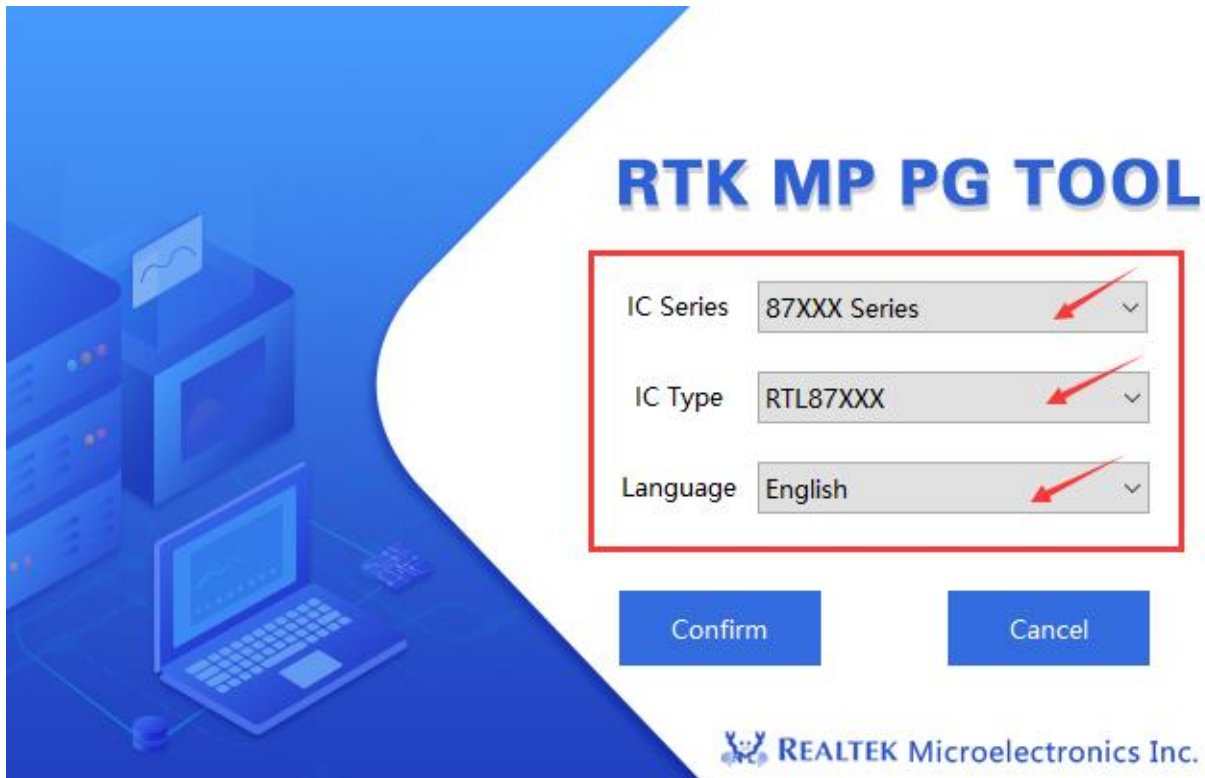 RTK MP PG TOOL
IC Series 87XXX Series
IC Type RTL87XXX
Language English
Confirm Cancel
REALTEK Microelectronics Inc.